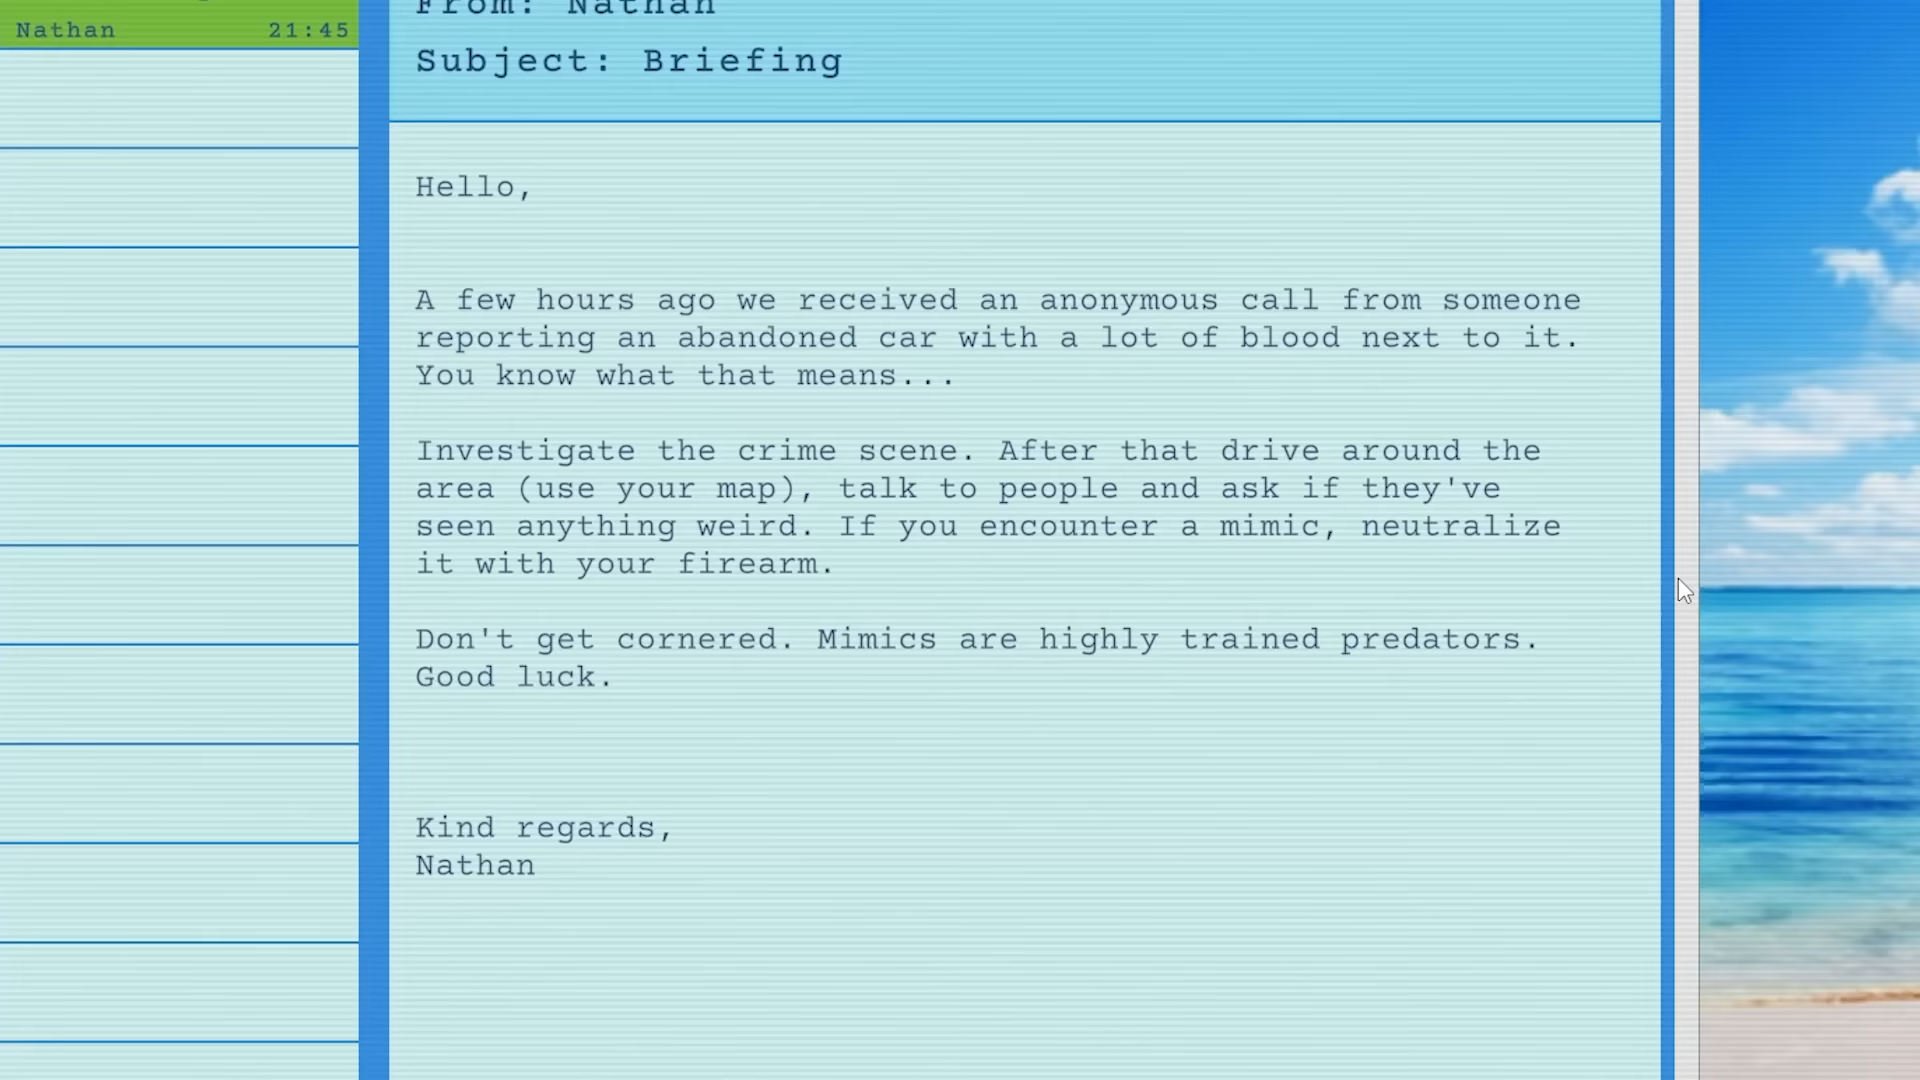 Nathan 21:45
From: Nathan
Subject: Briefing
Hello,
A few hours ago we received an anonymous call from someone
reporting an abandoned car with a lot of blood next to it.
You know what that means...
Investigate the crime scene. After that drive around the
area (use your map), talk to people and ask if they've
seen anything weird. If you encounter a mimic, neutralize
it with your firearm.
Don't get cornered. Mimics are highly trained predators.
Good luck.
Kind regards,
Nathan